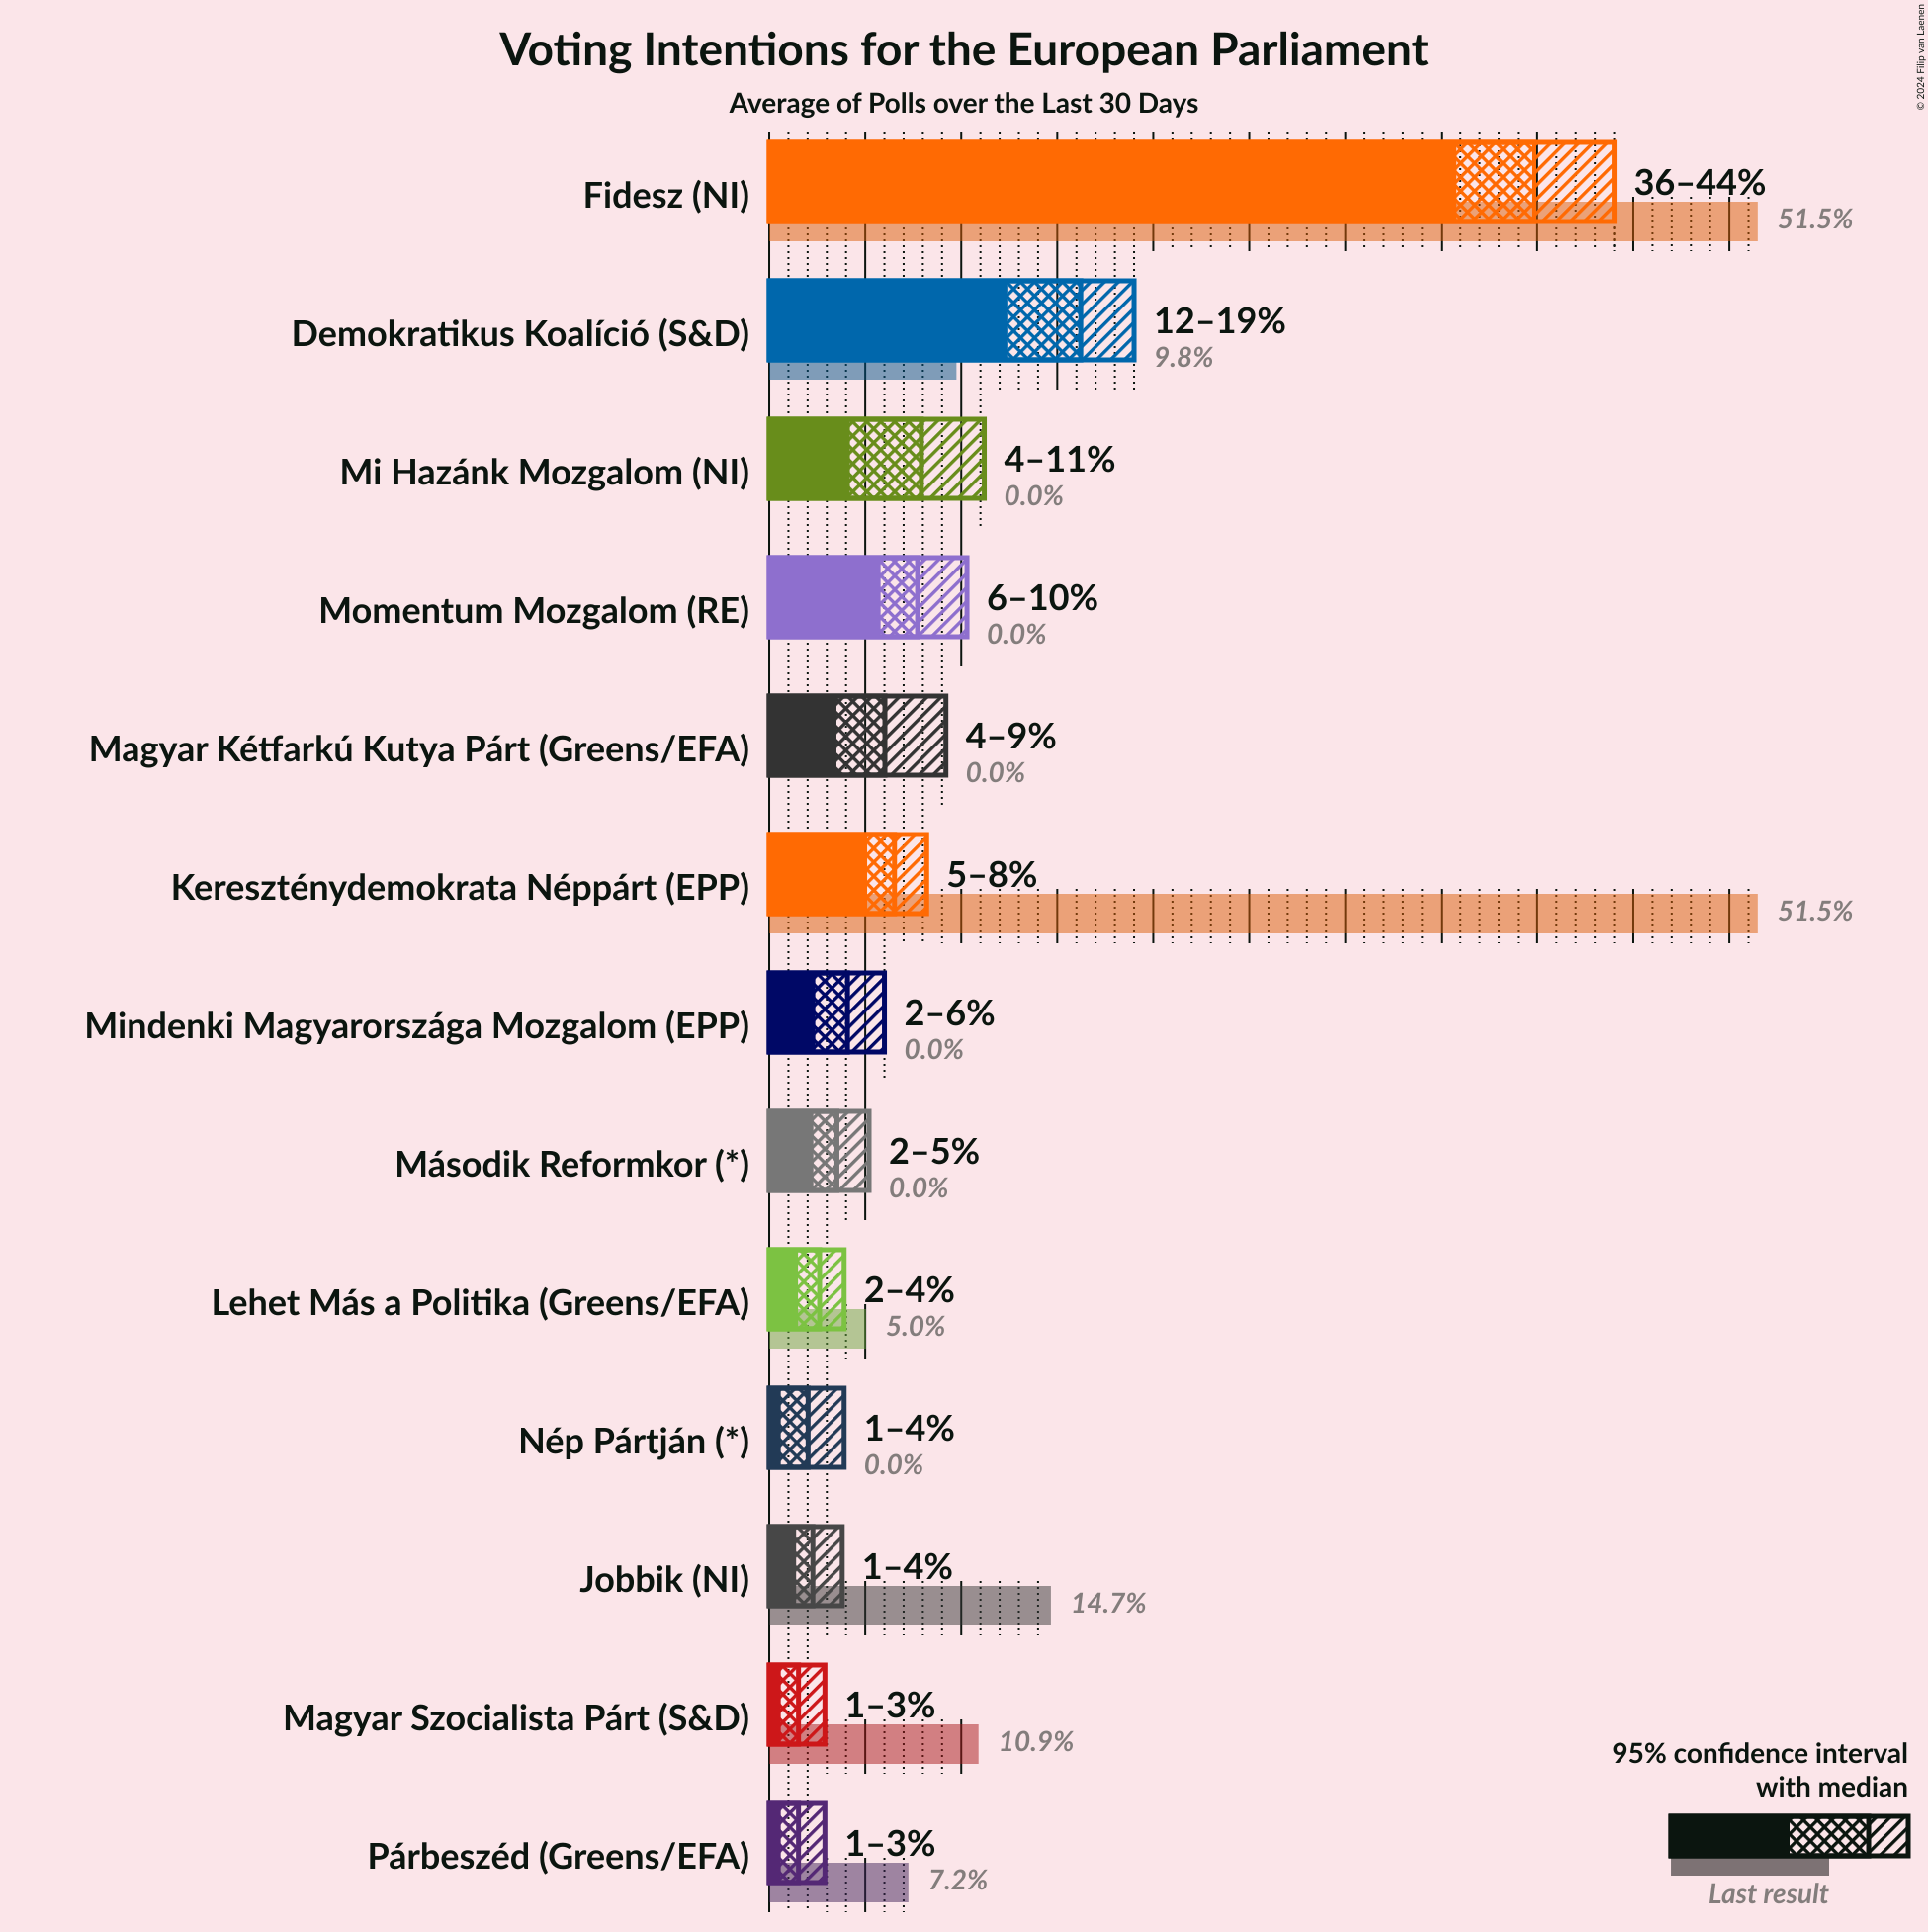 © 2024 Filip van Laenen
Voting Intentions for the European Parliament
Average of Polls over the Last 30 Days
Fidesz (NI)
36–44%
51.5%
Demokratikus Koalíció (S&D)
12–19%
9.8%
Mi Hazánk Mozgalom (NI)
4–11%
0.0%
Momentum Mozgalom (RE)
6–10%
0.0%
Magyar Kétfarkú Kutya Párt (Greens/EFA)
4–9%
0.0%
Kereszténydemokrata Néppárt (EPP)
5–8%
51.5%
Mindenki Magyarországa Mozgalom (EPP)
2–6%
0.0%
Második Reformkor (*)
2–5%
0.0%
Lehet Más a Politika (Greens/EFA)
2–4%
5.0%
Nép Pártján (*)
1–4%
0.0%
Jobbik (NI)
1–4%
14.7%
Magyar Szocialista Párt (S&D)
1–3%
10.9%
Párbeszéd (Greens/EFA)
1–3%
7.2%
95% confidence interval
with median
Last result